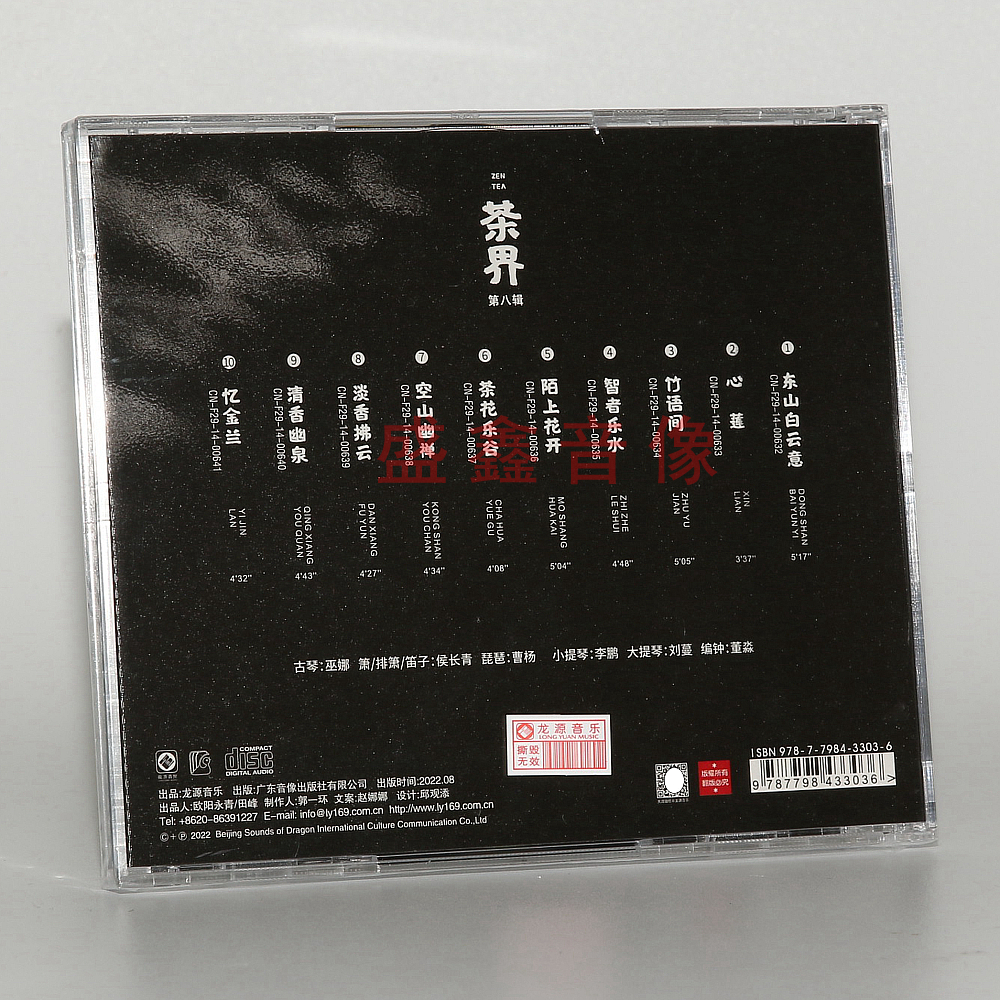 ZEN
TEA
茶界
第八辑
1
东山白云意
CN-F29-14-00632
DONG SHAN
BAI YUN YI
5'17"
2
心莲
CN-F29-14-00633
XIN
LIAN
3'37"
3
竹语间
CN-F29-14-00634
ZHU YU
JIAN
5'05"
4
智者乐水
CN-F29-14-00635
ZHI ZHE
LE SHUI
4'48"
5
陌上花开
CN-F29-14-00636
MO SHANG
HUA KAI
5'04"
6
茶花乐谷
CN-F29-14-00637
CHA HUA
YUE GU
4'08"
7
空山幽禅
CN-F29-14-00638
KONG SHAN
YOU CHAN
4'34"
8
淡香拂云
CN-F29-14-00639
DAN XIANG
FU YUN
4'27"
9
清香幽泉
CN-F29-14-00640
QING XIANG
YOU QUAN
4'43"
10
忆金兰
CN-F29-14-00641
YI JIN
LAN
4'32"
盛鑫音像
古琴:巫娜 箫/排箫/笛子:侯长青 琵琶:曹杨 小提琴:李鹏 大提琴:刘蔓 编钟:董淼
龙源音乐
LONG YUAN MUSIC
撕毁
无效
COMPACT
disc
DIGITAL AUDIO
出品:龙源音乐 出版:广东音像出版社有限公司 出版时间:2022.08
出品人:欧阳永青/田峰 制作人:郭一环 文案:赵娜娜 设计:邱观添
Tel: +8620-86391227 E-mail: info@ly169.com.cn http://www.ly169.com.cn
©+℗ 2022 Beijing Sounds of Dragon International Culture Communication Co.,Ltd
版权所有
翻版必究
ISBN 978-7-7984-3303-6
9 787798 433036 >